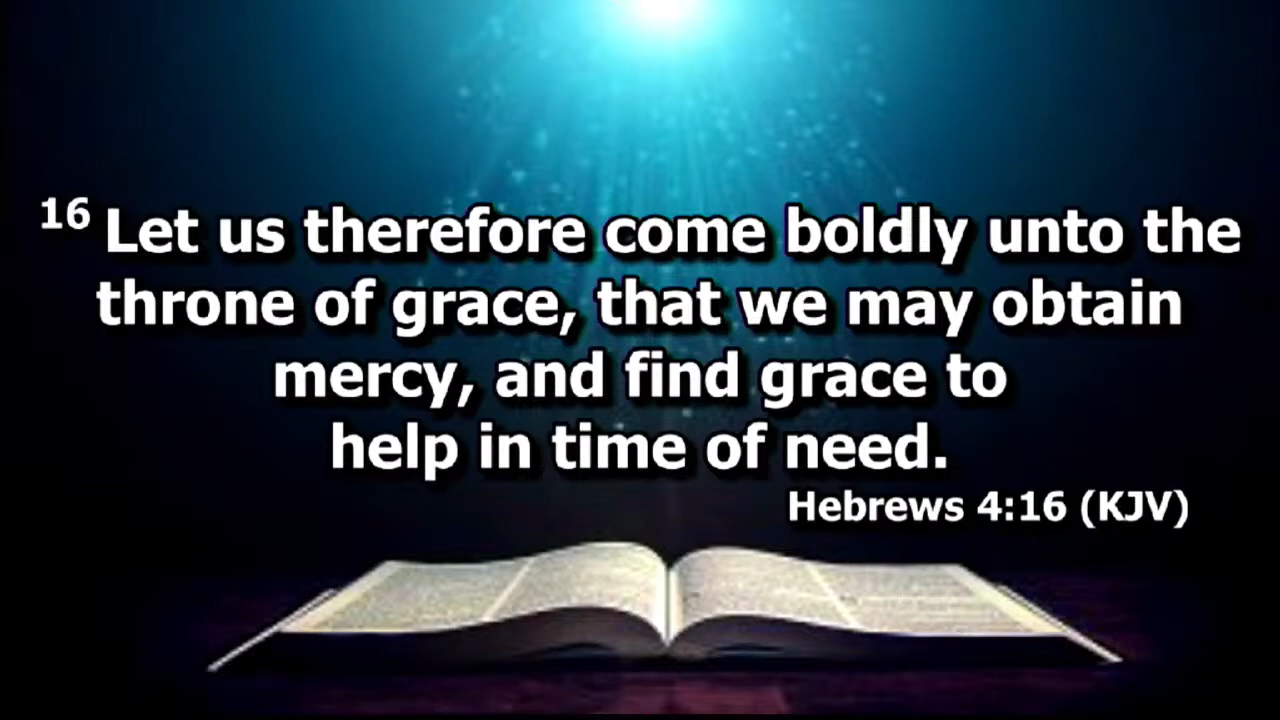 16 Let us therefore come boldly unto the
throne of grace, that we may obtain
mercy, and find grace to
help in time of need.
Hebrews 4:16 (KJV)